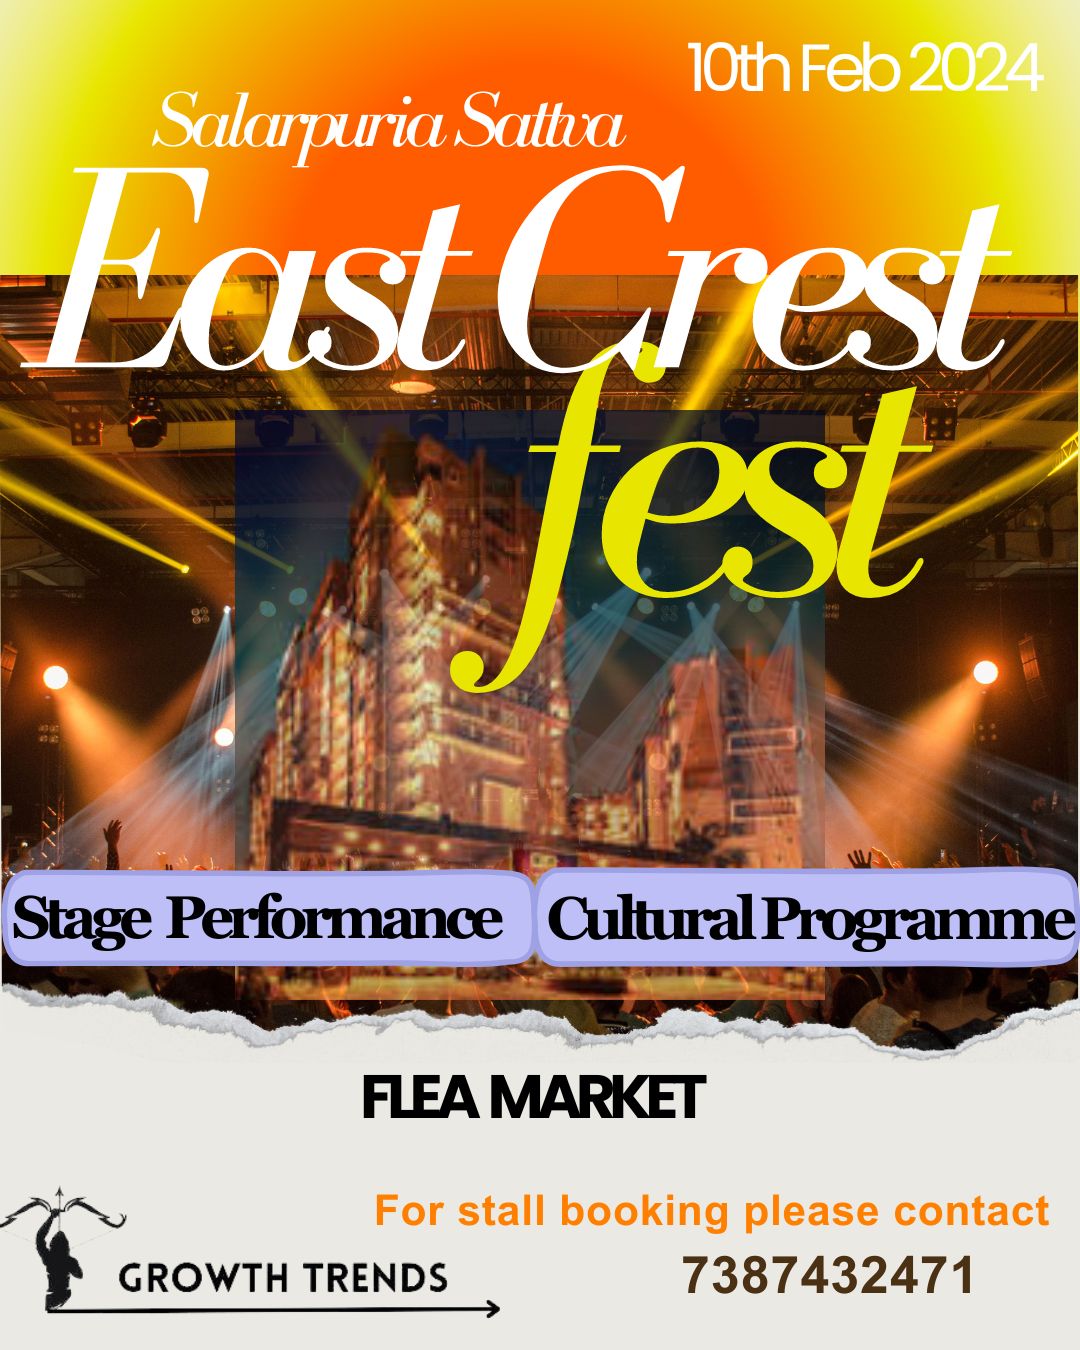 10th Feb 2024
Salarpuria Sattva
East Crest
fest
Stage Performance
Cultural Programme
FLEA MARKET
For stall booking please contact
7387432471
GROWTH TRENDS